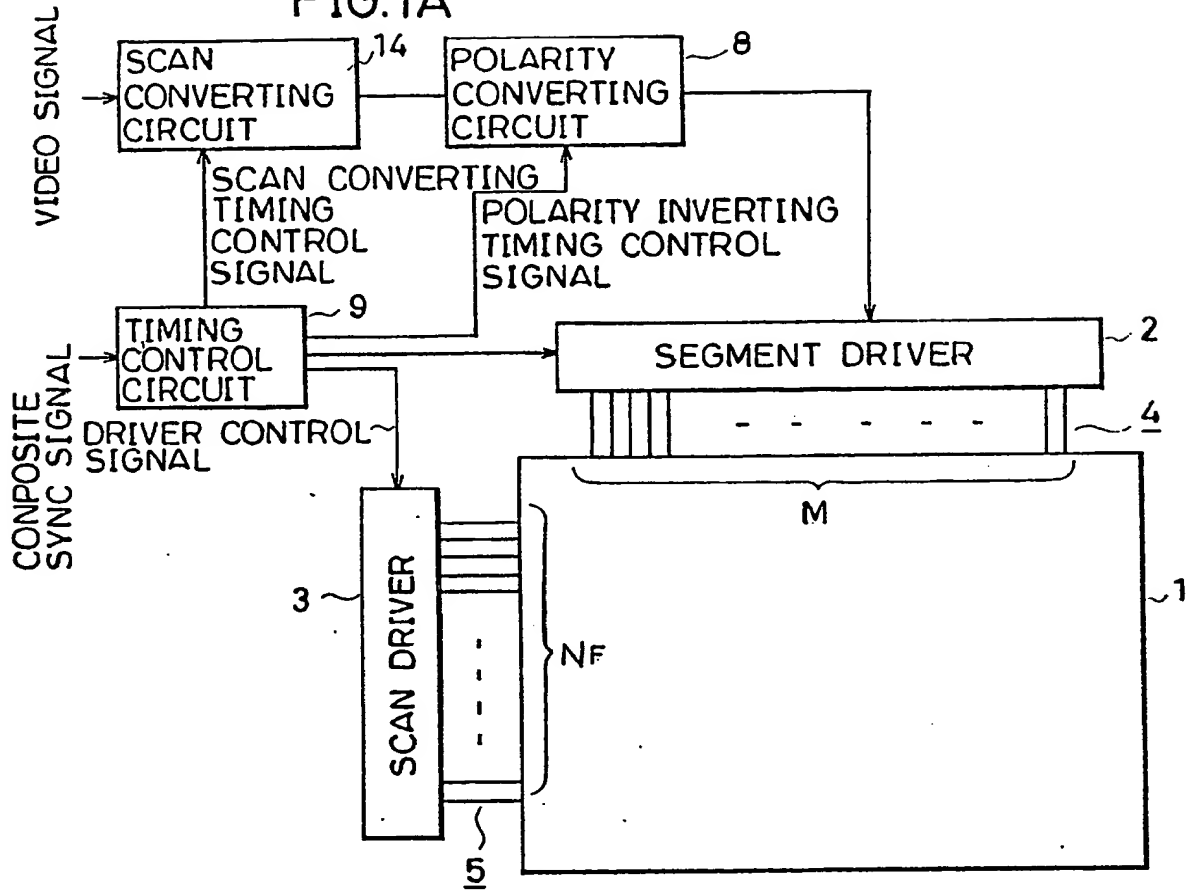 FIG.1A
VIDEO SIGNAL
SCAN
CONVERTING
CIRCUIT
14
POLARITY
CONVERTING
CIRCUIT
8
SCAN CONVERTING
TIMING
CONTROL
SIGNAL
POLARITY INVERTING
TIMING CONTROL
SIGNAL
CONPOSITE
SYNC SIGNAL
TIMING
CONTROL
CIRCUIT
9
SEGMENT DRIVER
2
DRIVER CONTROL
SIGNAL
4
M
SCAN DRIVER
3
NF
1
5